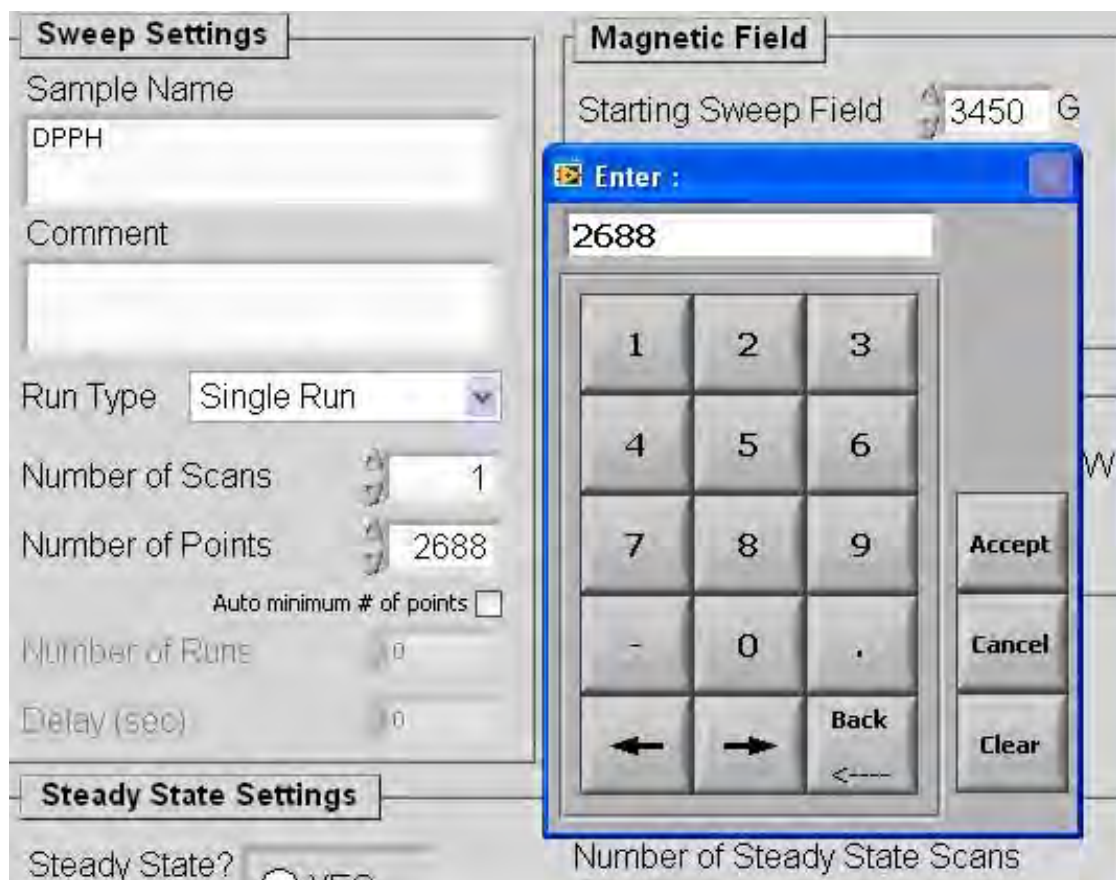 Sweep Settings
Sample Name
DPPH
Comment
Run Type Single Run
Number of Scans 1
Number of Points 2688
Auto minimum # of points
Number of Runs 0
Delay (sec) 0
Magnetic Field
Starting Sweep Field 3450 G
Enter :
2688
1 2 3
4 5 6
7 8 9 Accept
- 0 . Cancel
Back
<----
Clear
W
Steady State Settings
Steady State?
Number of Steady State Scans